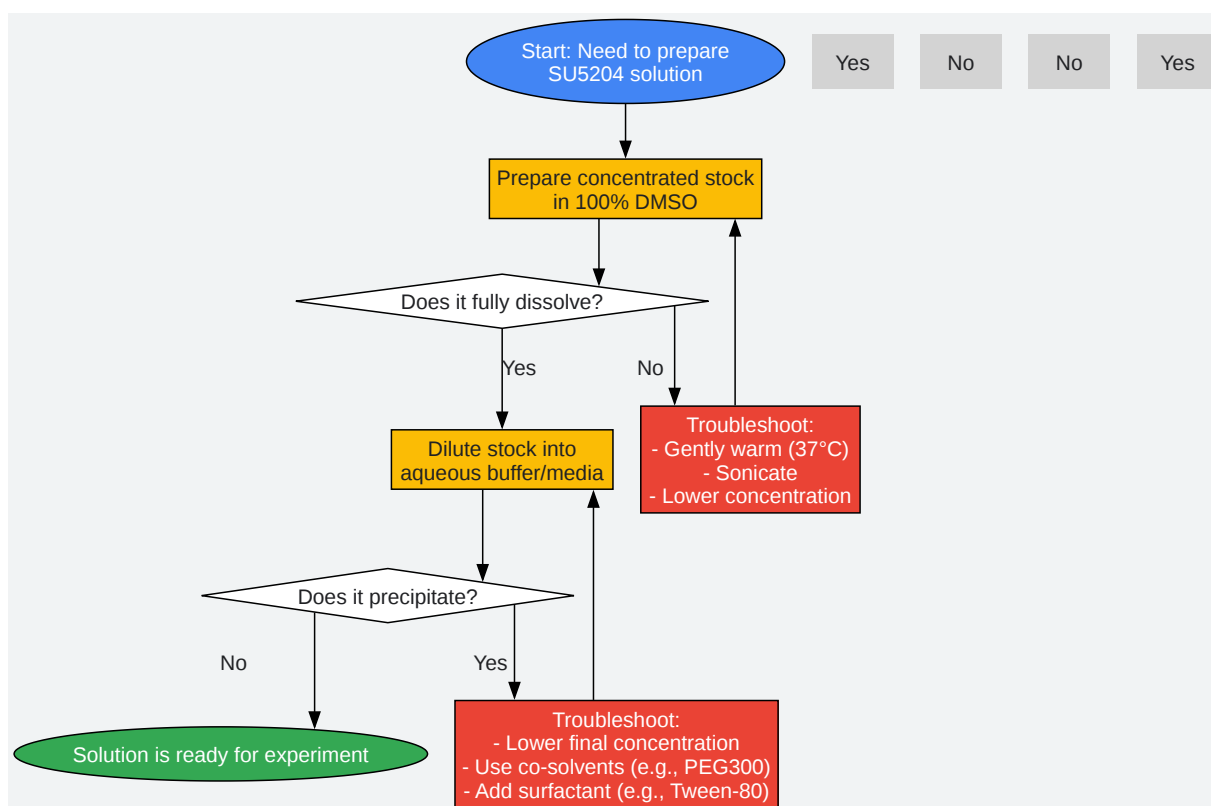 Start: Need to prepare
SU5204 solution
Yes
No
No
Yes
Prepare concentrated stock
in 100% DMSO
Does it fully dissolve?
Yes
No
Troubleshoot:
- Gently warm (37°C)
- Sonicate
- Lower concentration
Dilute stock into
aqueous buffer/media
Does it precipitate?
No
Yes
Solution is ready for experiment
Troubleshoot:
- Lower final concentration
- Use co-solvents (e.g., PEG300)
- Add surfactant (e.g., Tween-80)